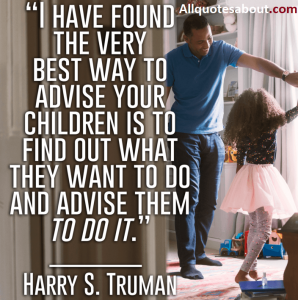 Allquotesabout.com
“I HAVE FOUND
THE VERY
BEST WAY TO
ADVISE YOUR
CHILDREN IS TO
FIND OUT WHAT
THEY WANT TO DO
AND ADVISE THEM
TO DO IT.”
HARRY S. TRUMAN